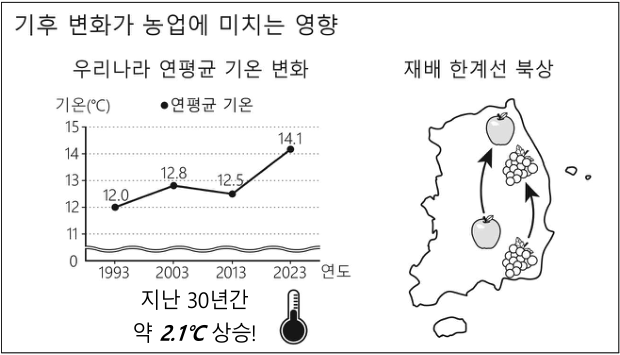 기후 변화가 농업에 미치는 영향
우리나라 연평균 기온 변화
기온(℃)
●연평균 기온
15
14
13
12
11
0
12.0
12.8
12.5
14.1
1993 2003 2013 2023 연도
지난 30년간
약 2.1℃ 상승!
재배 한계선 북상